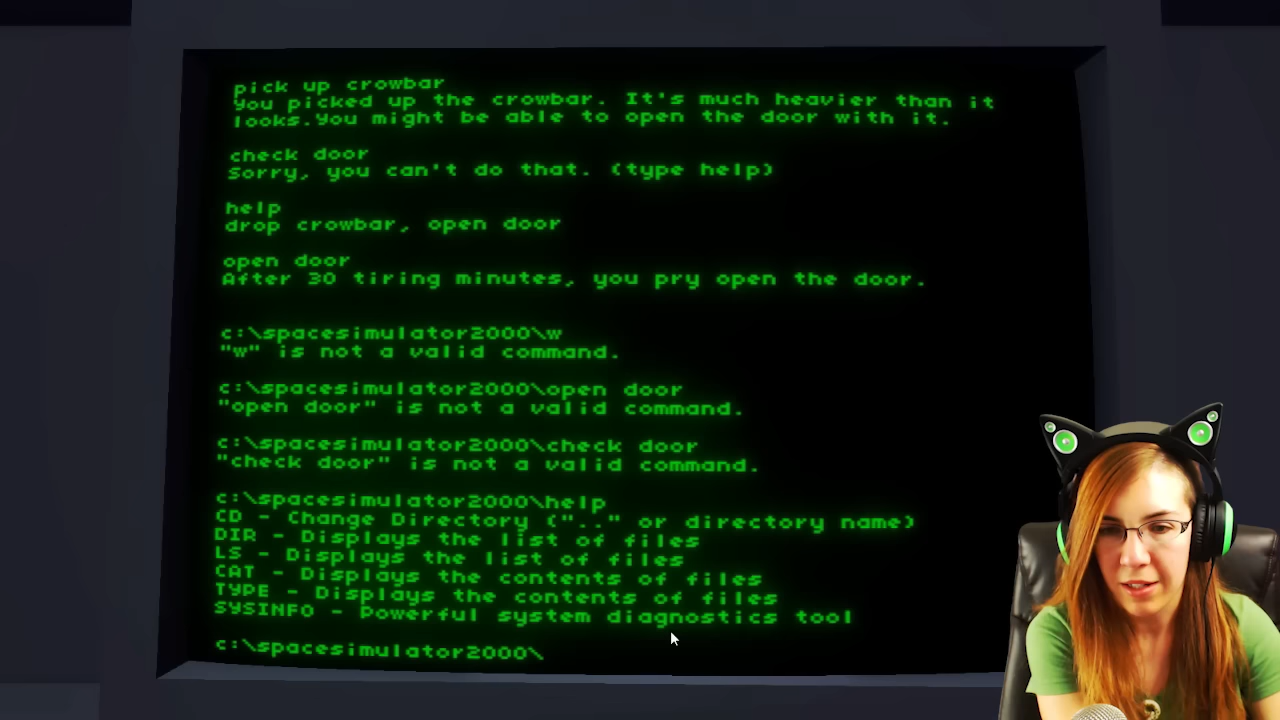 pick up crowbar
You picked up the crowbar. It's much heavier than it
looks.You might be able to open the door with it.
check door
Sorry, you can't do that. (type help)
help
drop crowbar, open door
open door
After 30 tiring minutes, you pry open the door.
c:\spacesimulator2000\w
"w" is not a valid command.
c:\spacesimulator2000\open door
"open door" is not a valid command.
c:\spacesimulator2000\check door
"check door" is not a valid command.
c:\spacesimulator2000\help
CD - Change Directory (".." or directory name)
DIR - Displays the list of files
LS - Displays the list of files
CAT - Displays the contents of files
TYPE - Displays the contents of files
SYSINFO - Powerful system diagnostics tool
c:\spacesimulator2000\